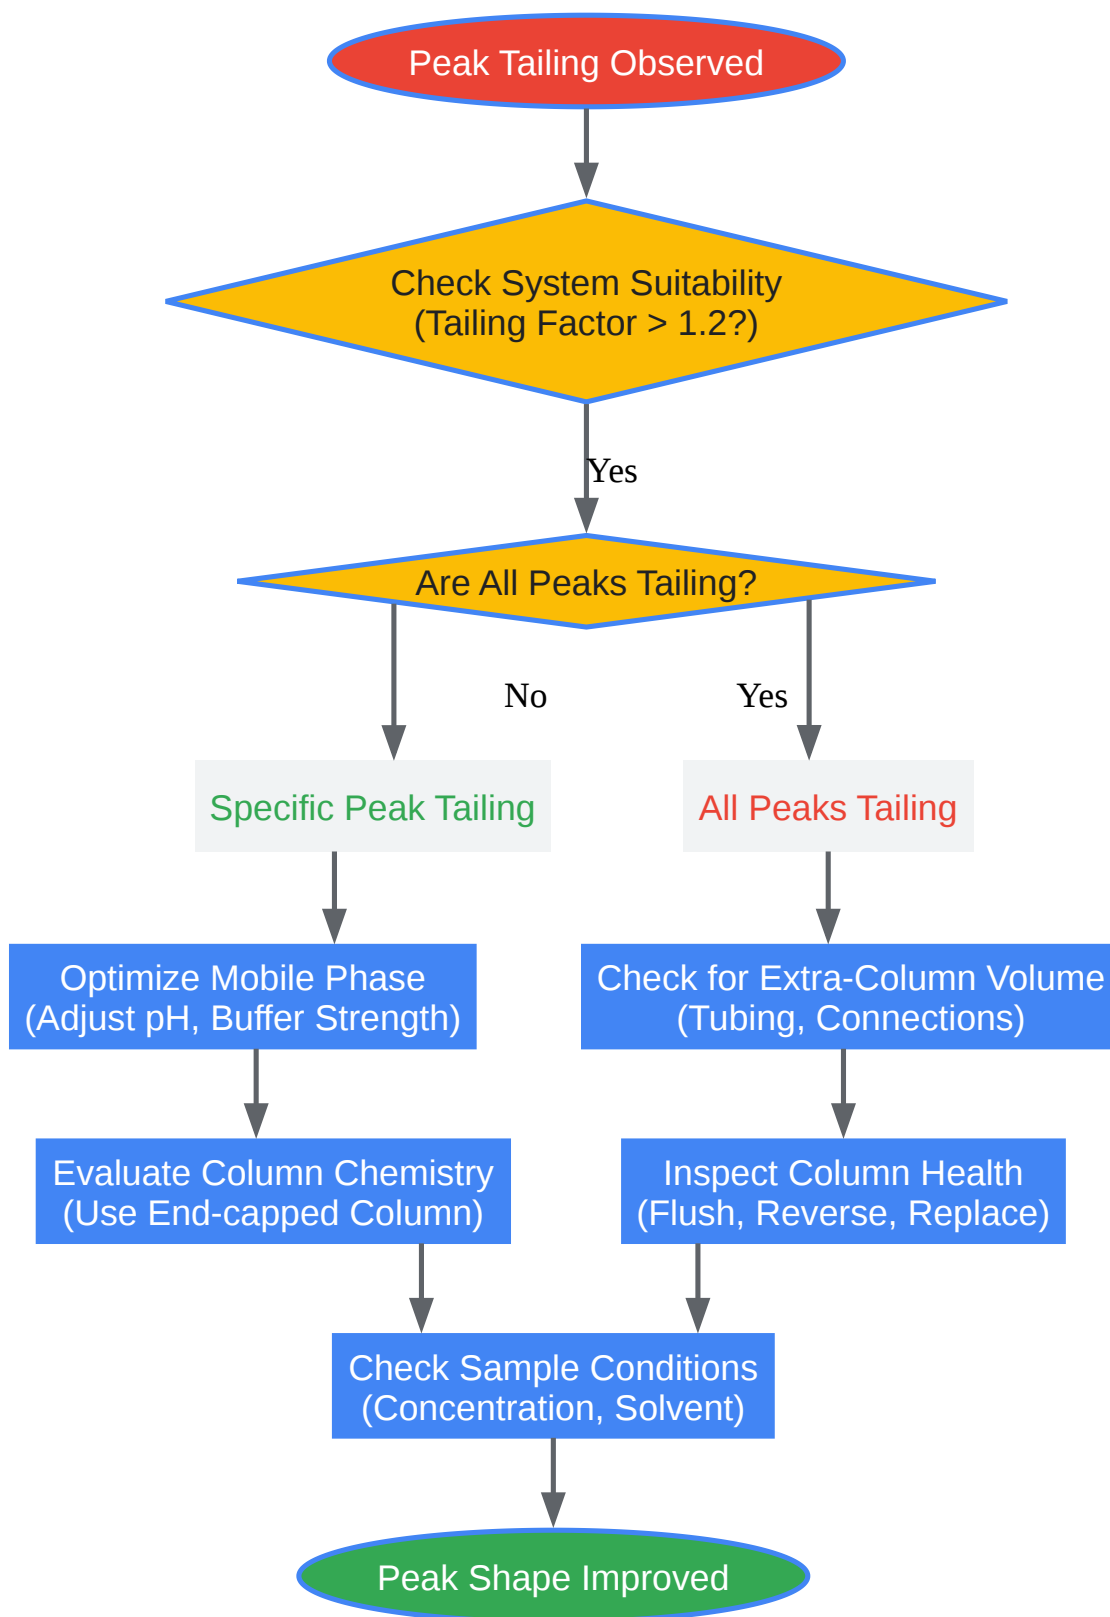 Peak Tailing Observed
Check System Suitability
(Tailing Factor > 1.2?)
Yes
Are All Peaks Tailing?
No
Yes
Specific Peak Tailing
All Peaks Tailing
Optimize Mobile Phase
(Adjust pH, Buffer Strength)
Check for Extra-Column Volume
(Tubing, Connections)
Evaluate Column Chemistry
(Use End-capped Column)
Inspect Column Health
(Flush, Reverse, Replace)
Check Sample Conditions
(Concentration, Solvent)
Peak Shape Improved